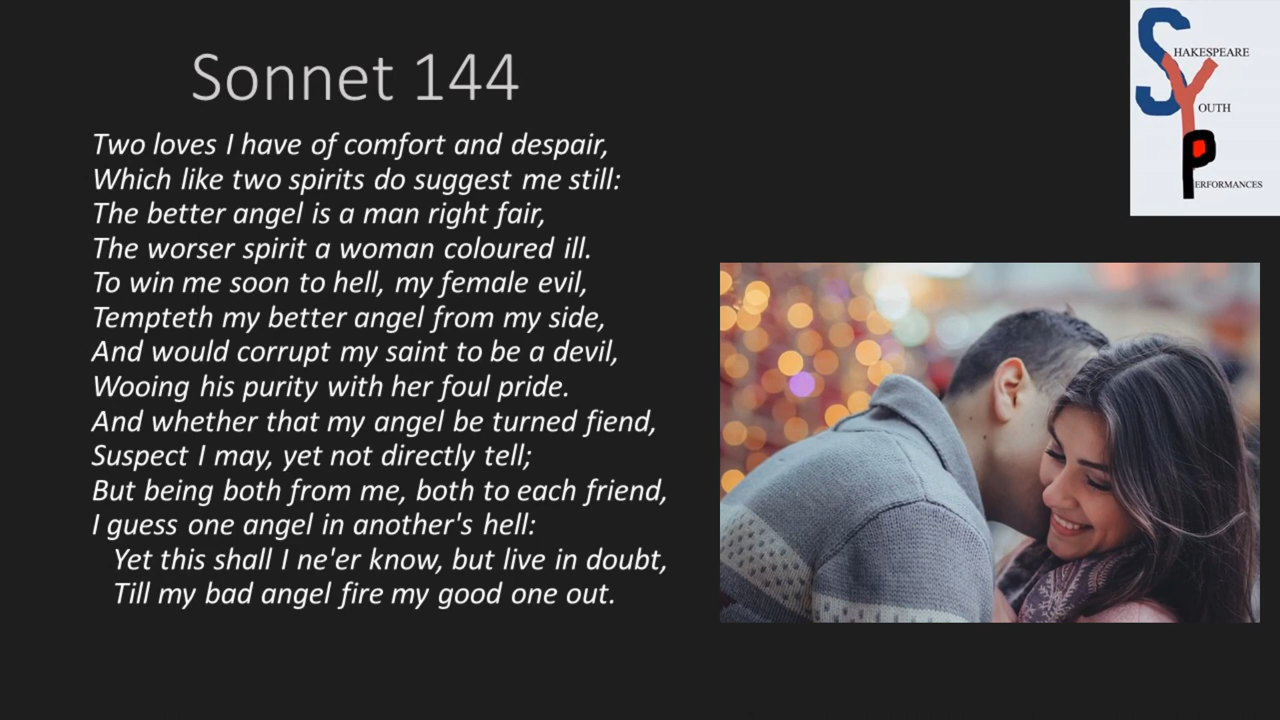 Sonnet 144
Two loves I have of comfort and despair,
Which like two spirits do suggest me still:
The better angel is a man right fair,
The worser spirit a woman coloured ill.
To win me soon to hell, my female evil,
Tempteth my better angel from my side,
And would corrupt my saint to be a devil,
Wooing his purity with her foul pride.
And whether that my angel be turned fiend,
Suspect I may, yet not directly tell;
But being both from me, both to each friend,
I guess one angel in another's hell:
Yet this shall I ne'er know, but live in doubt,
Till my bad angel fire my good one out.
SHAKESPEARE
YOUTH
PERFORMANCES